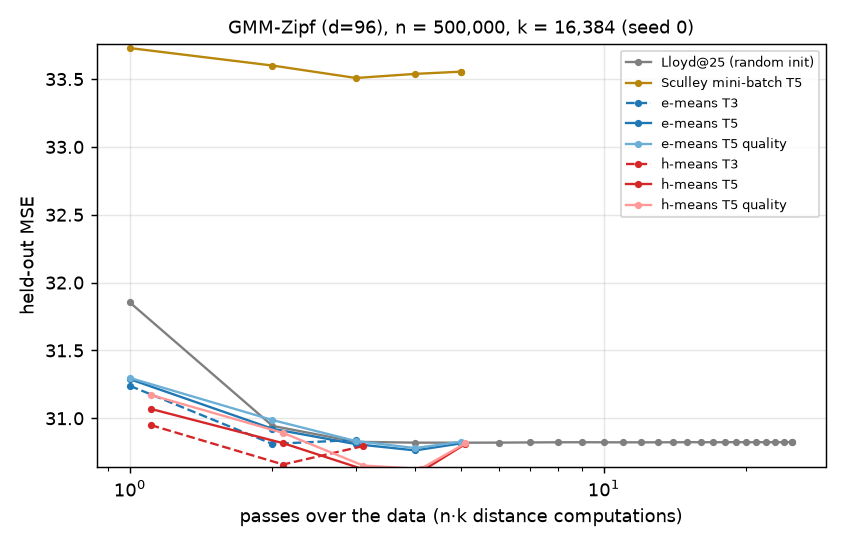 GMM-Zipf (d=96), n = 500,000, k = 16,384 (seed 0)
Lloyd@25 (random init)
Sculley mini-batch T5
e-means T3
e-means T5
e-means T5 quality
h-means T3
h-means T5
h-means T5 quality
held-out MSE
33.5
33.0
32.5
32.0
31.5
31.0
10⁰
10¹
passes over the data (n·k distance computations)